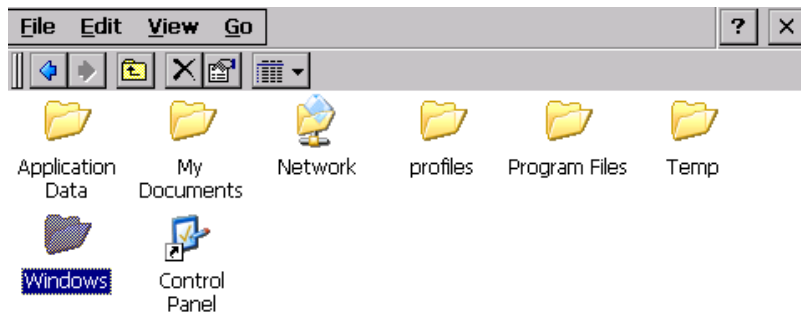 File Edit View Go ? ×
Application Data
My Documents
Network
profiles
Program Files
Temp
Windows
Control Panel